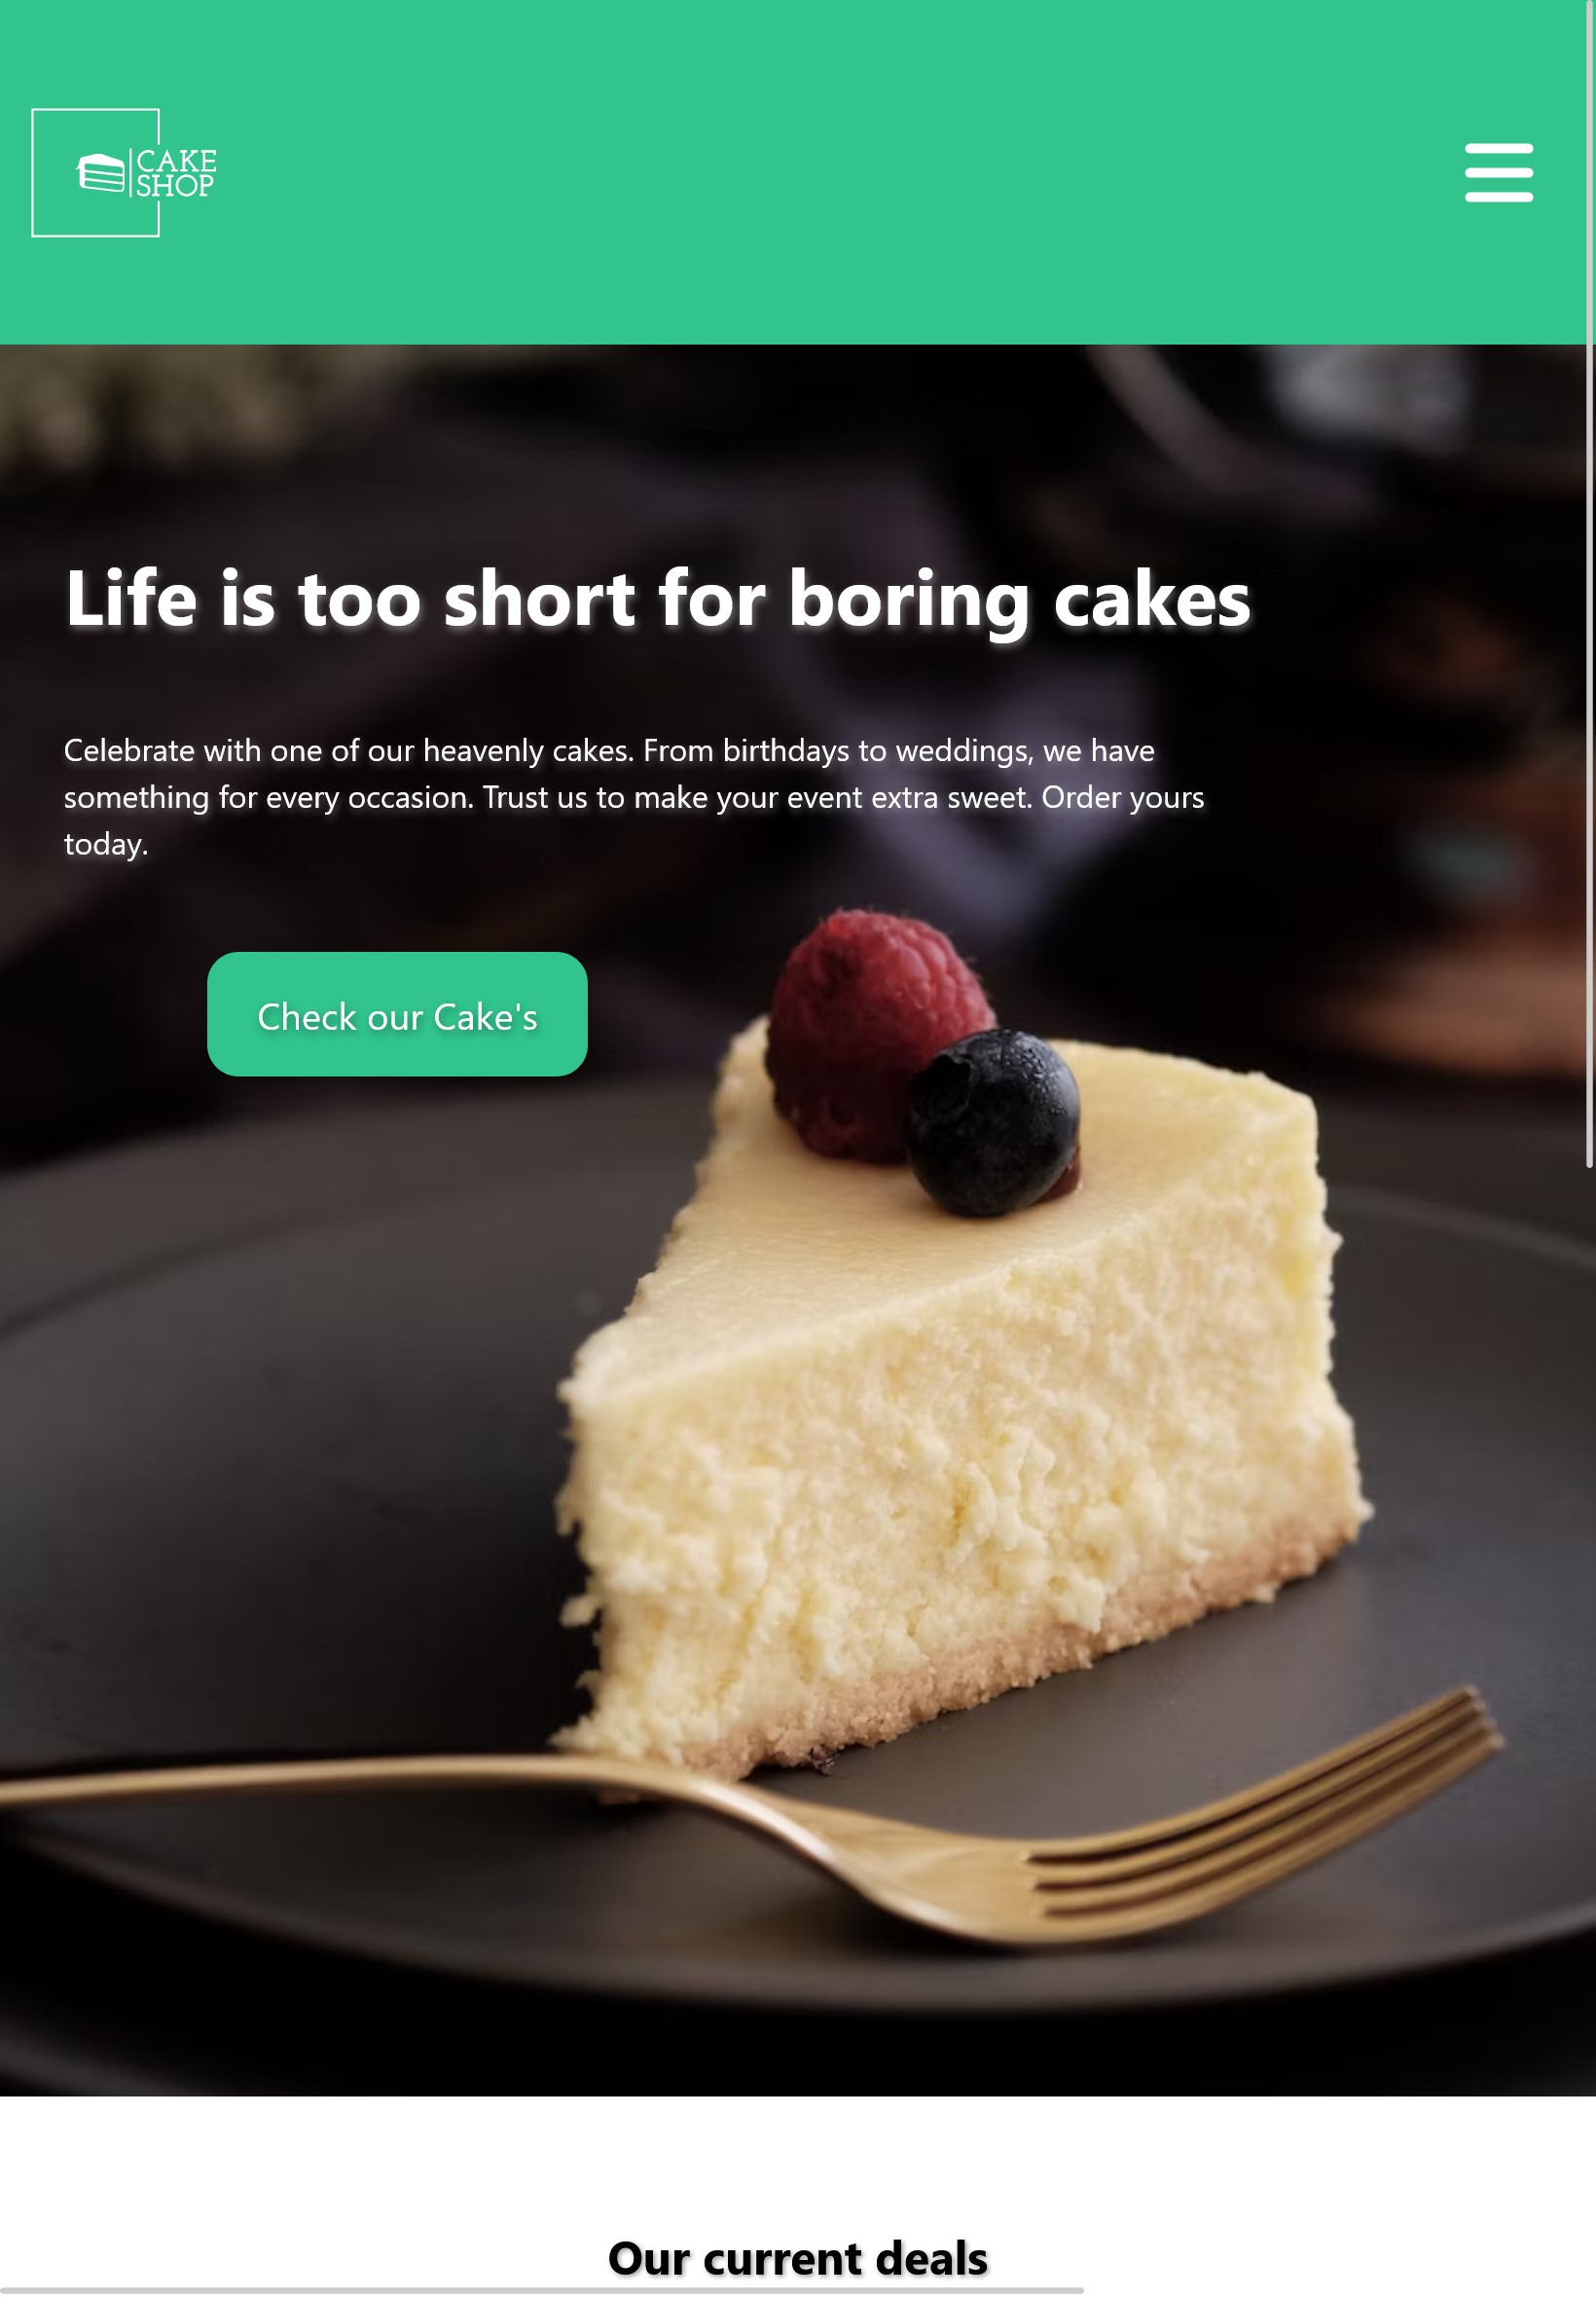 CAKE
SHOP
Life is too short for boring cakes
Celebrate with one of our heavenly cakes. From birthdays to weddings, we have
something for every occasion. Trust us to make your event extra sweet. Order yours
today.
Check our Cake's
Our current deals